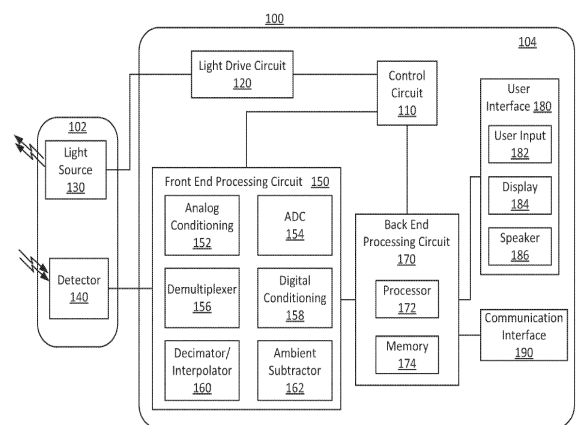 100
104
Light Drive Circuit
120
Control
Circuit
110
User
Interface 180
User Input
182
Display
184
Speaker
186
102
Light
Source
130
Detector
140
Front End Processing Circuit 150
Analog
Conditioning
152
ADC
154
Demultiplexer
156
Digital
Conditioning
158
Decimator/
Interpolator
160
Ambient
Subtractor
162
Back End
Processing Circuit
170
Processor
172
Memory
174
Communication
Interface
190